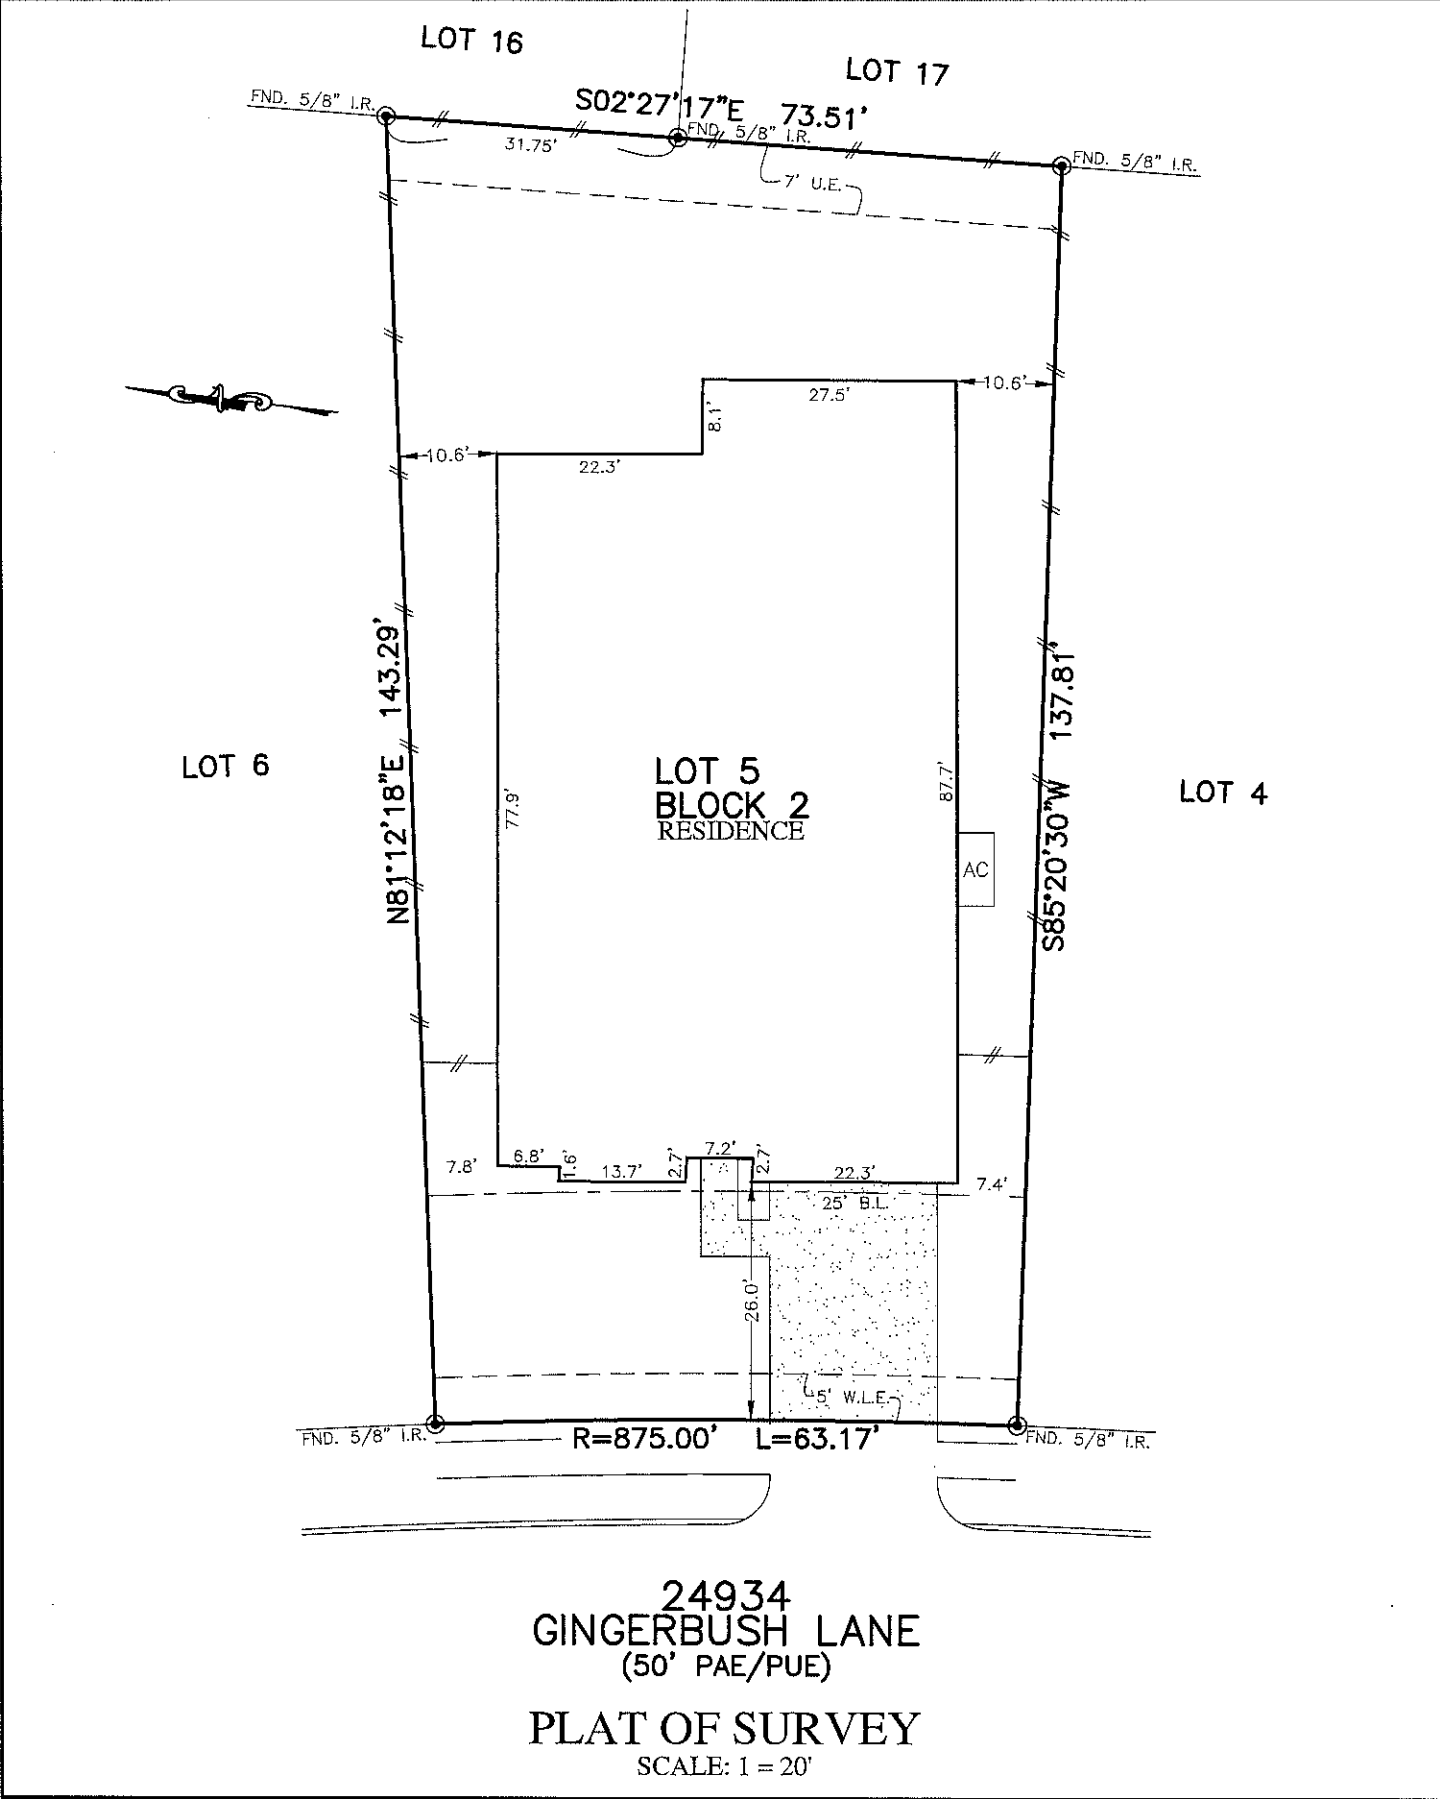 LOT 16
LOT 17
FND. 5/8" I.R.
S02°27'17"E 73.51'
FND. 5/8" I.R.
31.75'
FND. 5/8" I.R.
7' U.E.
10.6'
27.5'
8.1'
10.6'
22.3'
N81°12'18"E 143.29'
S85°20'30"W 137.81'
LOT 6
LOT 5
BLOCK 2
RESIDENCE
77.9'
87.7'
LOT 4
AC
7.8'
6.8'
1.6'
13.7'
2.7'
7.2'
2.7'
22.3'
7.4'
25' B.L.
26.0'
5' W.L.E.
FND. 5/8" I.R.
R=875.00' L=63.17'
FND. 5/8" I.R.
24934
GINGERBUSH LANE
(50' PAE/PUE)
PLAT OF SURVEY
SCALE: 1 = 20'